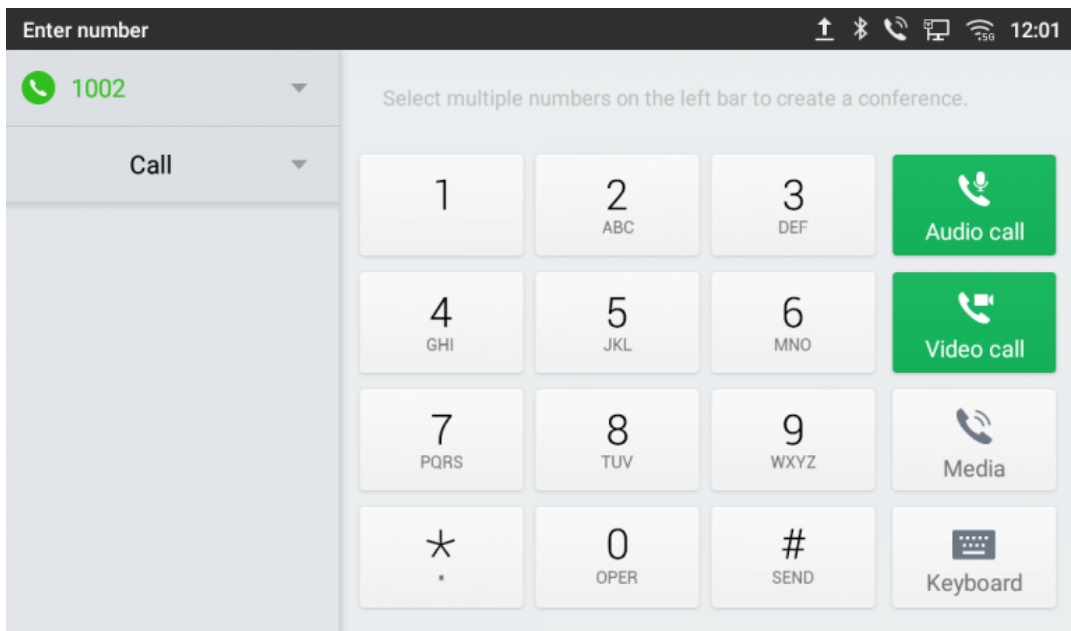 Enter number
5G 12:01
1002
Call
Select multiple numbers on the left bar to create a conference.
1
2
ABC
3
DEF
Audio call
4
GHI
5
JKL
6
MNO
Video call
7
PQRS
8
TUV
9
WXYZ
Media
*
.
0
OPER
#
SEND
Keyboard